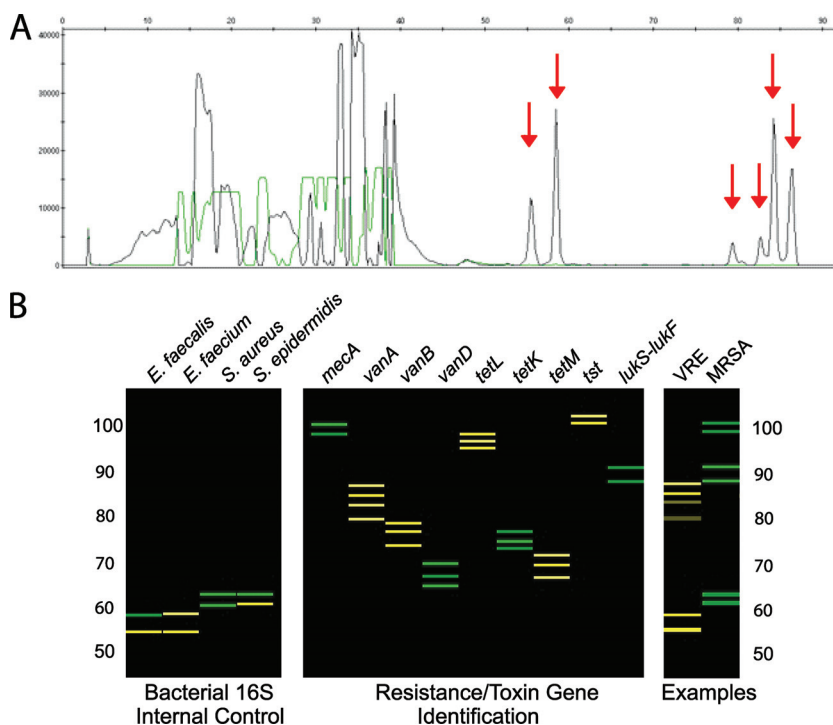 A
0 10 20 30 40 50 60 70 80 90
40000
30000
20000
10000
0
B
E. faecalis
E. faecium
S. aureus
S. epidermidis
mecA
vanA
vanB
vanD
tetL
tetK
tetM
tst
lukS-lukF
VRE
MRSA
100
90
80
70
60
50
100
90
80
70
60
50
Bacterial 16S
Internal Control
Resistance/Toxin Gene
Identification
Examples